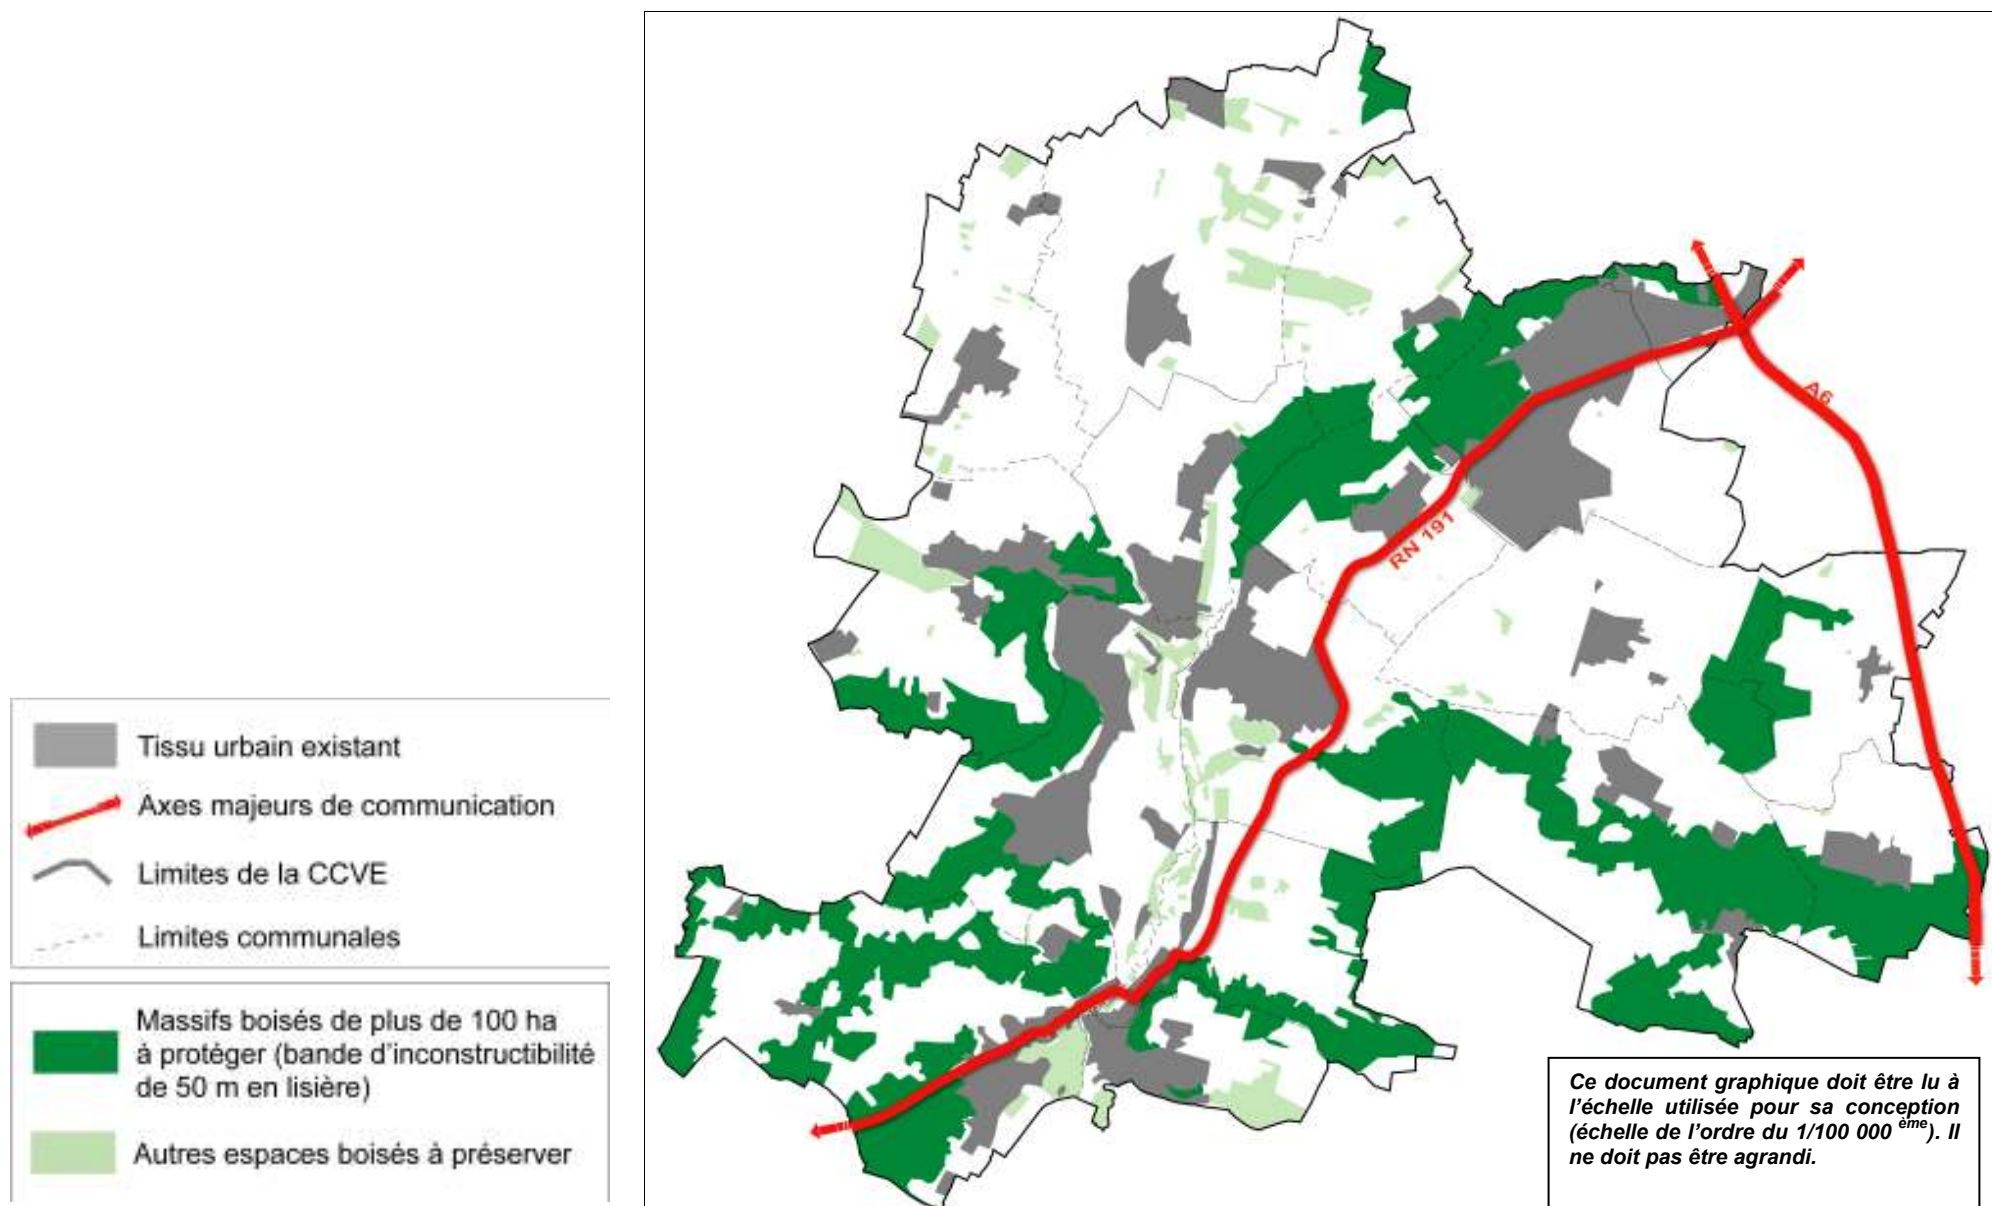 Tissu urbain existant
Axes majeurs de communication
Limites de la CCVE
Limites communales
Massifs boisés de plus de 100 ha
à protéger (bande d'inconstructibilité
de 50 m en lisière)
Autres espaces boisés à préserver
A6
RN 191
Ce document graphique doit être lu à
l'échelle utilisée pour sa conception
(échelle de l'ordre du 1/100 000 ème). Il
ne doit pas être agrandi.